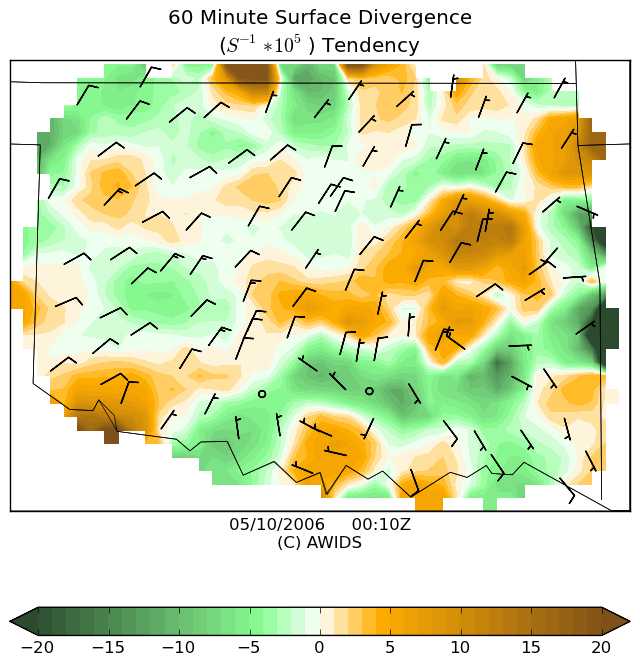 60 Minute Surface Divergence
(S⁻¹ * 10⁵ ) Tendency
05/10/2006 00:10Z
(C) AWIDS
−20 −15 −10 −5 0 5 10 15 20